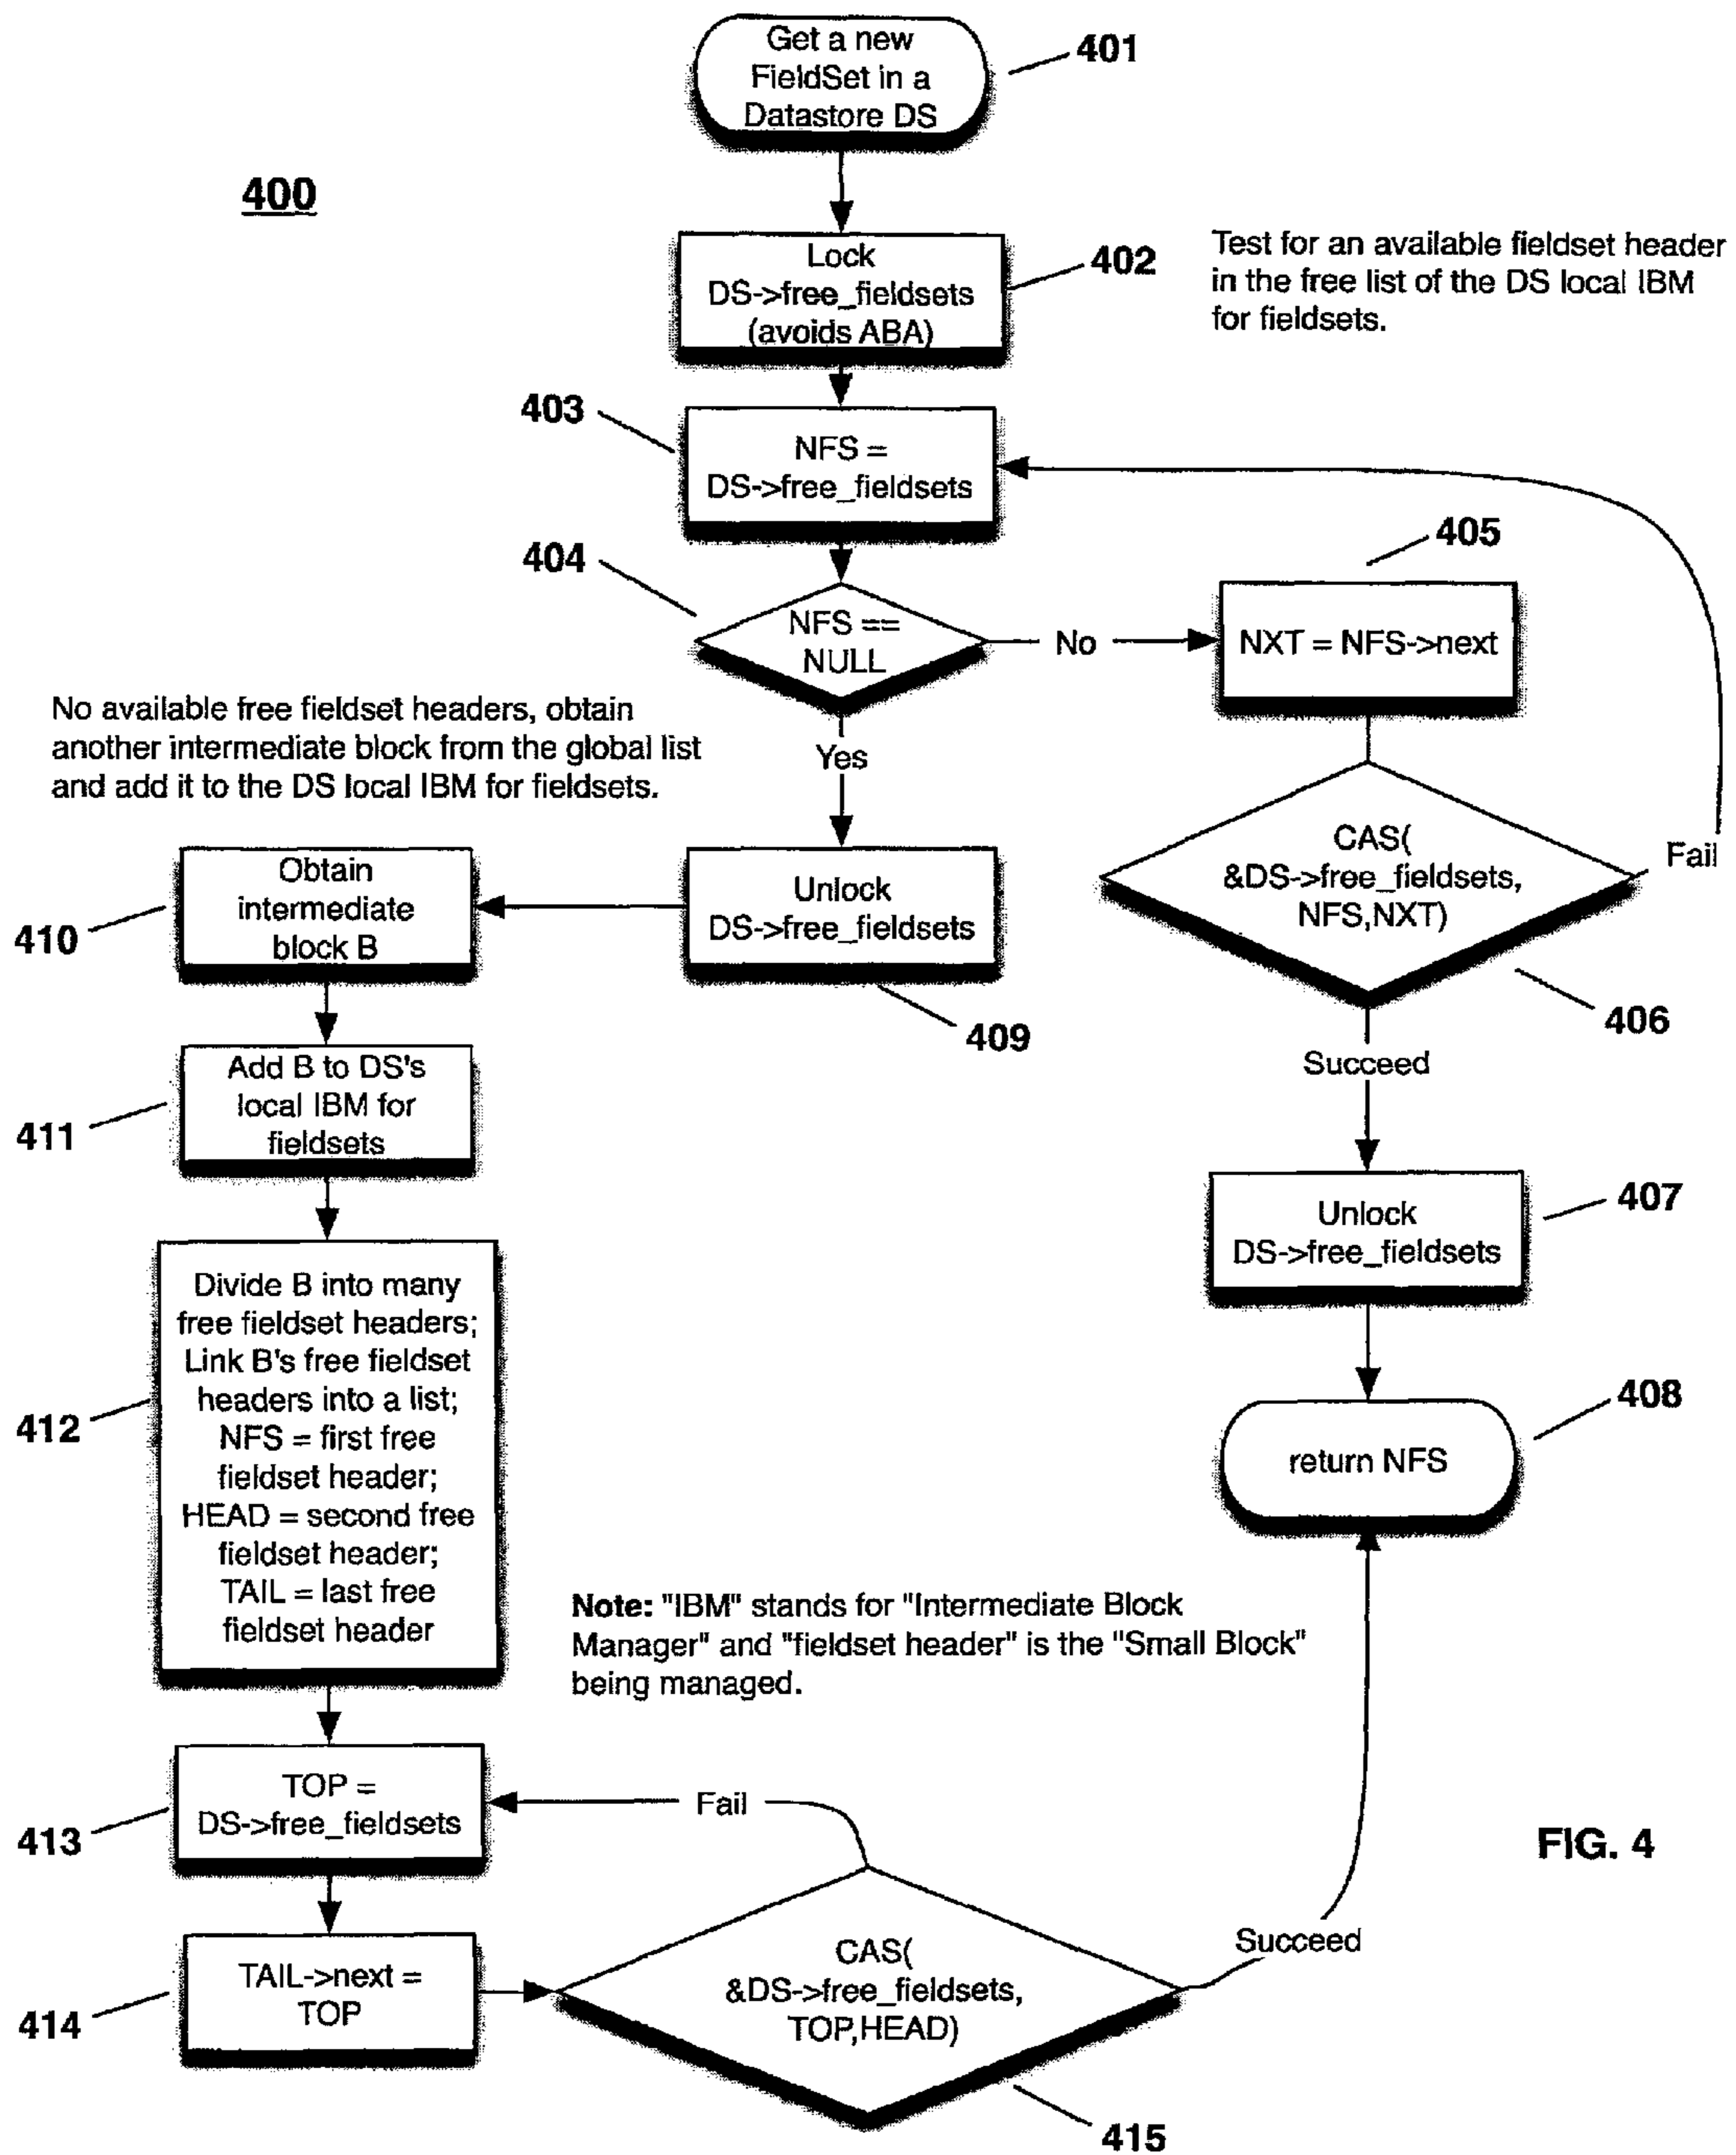 Get a new
FieldSet in a
Datastore DS
401
400
Lock
DS->free_fieldsets
(avoids ABA)
402
Test for an available fieldset header
in the free list of the DS local IBM
for fieldsets.
403
NFS =
DS->free_fieldsets
404
NFS ==
NULL
No
405
NXT = NFS->next
No available free fieldset headers, obtain
another intermediate block from the global list
and add it to the DS local IBM for fieldsets.
Yes
CAS(
&DS->free_fieldsets,
NFS,NXT)
Fail
406
Unlock
DS->free_fieldsets
409
Obtain
intermediate
block B
410
Succeed
Add B to DS's
local IBM for
fieldsets
411
Unlock
DS->free_fieldsets
407
Divide B into many
free fieldset headers;
Link B's free fieldset
headers into a list;
NFS = first free
fieldset header;
HEAD = second free
fieldset header;
TAIL = last free
fieldset header
412
return NFS
408
Note: "IBM" stands for "Intermediate Block
Manager" and "fieldset header" is the "Small Block"
being managed.
TOP =
DS->free_fieldsets
413
Fail
FIG. 4
TAIL->next =
TOP
414
CAS(
&DS->free_fieldsets,
TOP,HEAD)
Succeed
415